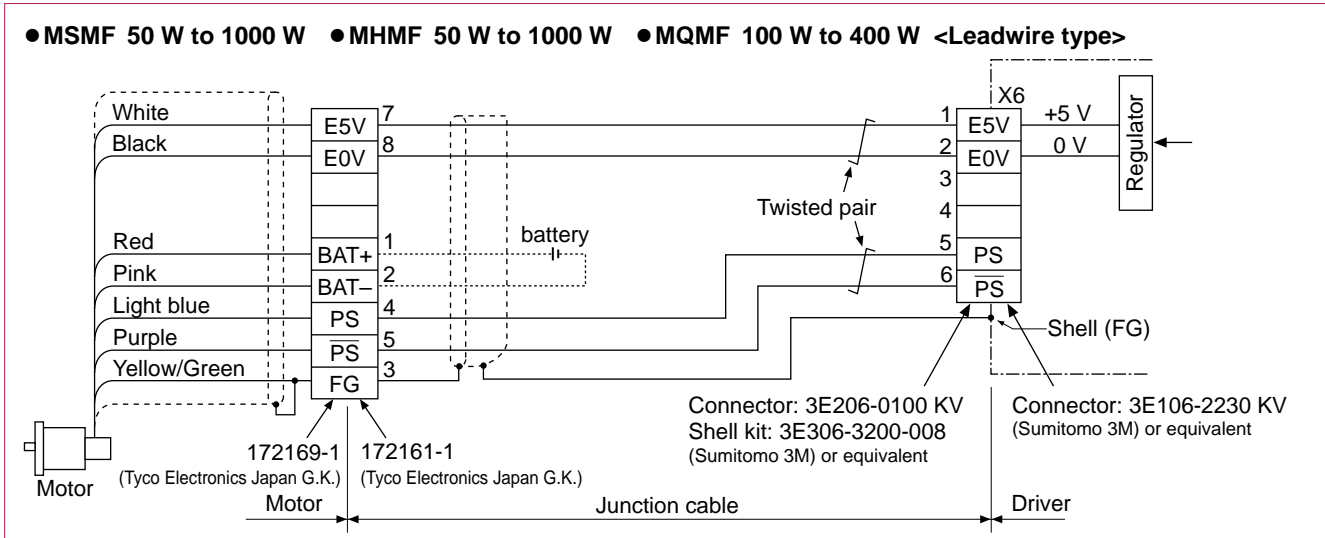 ●MSMF 50 W to 1000 W ●MHMF 50 W to 1000 W ●MQMF 100 W to 400 W <Leadwire type>
X6
White E5V 7 1 E5V +5 V
Black E0V 8 2 E0V 0 V
Regulator
3
Twisted pair 4
Red BAT+ 1 battery 5 PS
Pink BAT– 2 6 P̅S̅
Light blue PS 4
Purple P̅S̅ 5 Shell (FG)
Yellow/Green FG 3
Motor
172169-1
(Tyco Electronics Japan G.K.)
172161-1
(Tyco Electronics Japan G.K.)
Connector: 3E206-0100 KV
Shell kit: 3E306-3200-008
(Sumitomo 3M) or equivalent
Connector: 3E106-2230 KV
(Sumitomo 3M) or equivalent
Motor Junction cable Driver